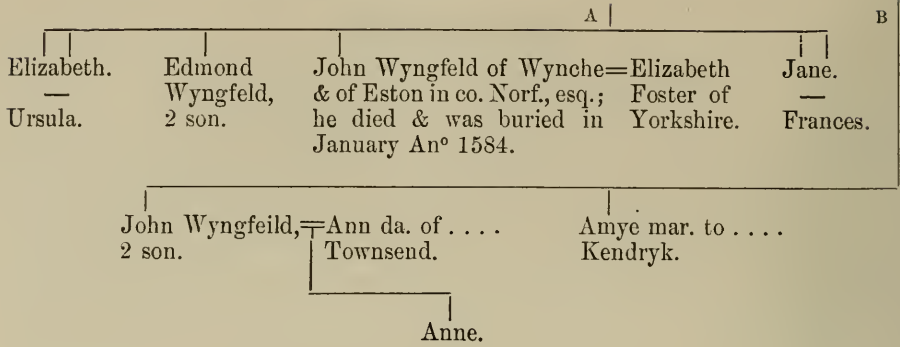 A B
Elizabeth.
—
Ursula.
Edmond
Wyngfeld,
2 son.
John Wyngfeld of Wynche=Elizabeth
& of Eston in co. Norf., esq.; Foster of
he died & was buried in Yorkshire.
January Anº 1584.
Jane.
—
Frances.
John Wyngfeild,=Ann da. of . . . .
2 son. Townsend.
Amye mar. to . . . .
Kendryk.
Anne.